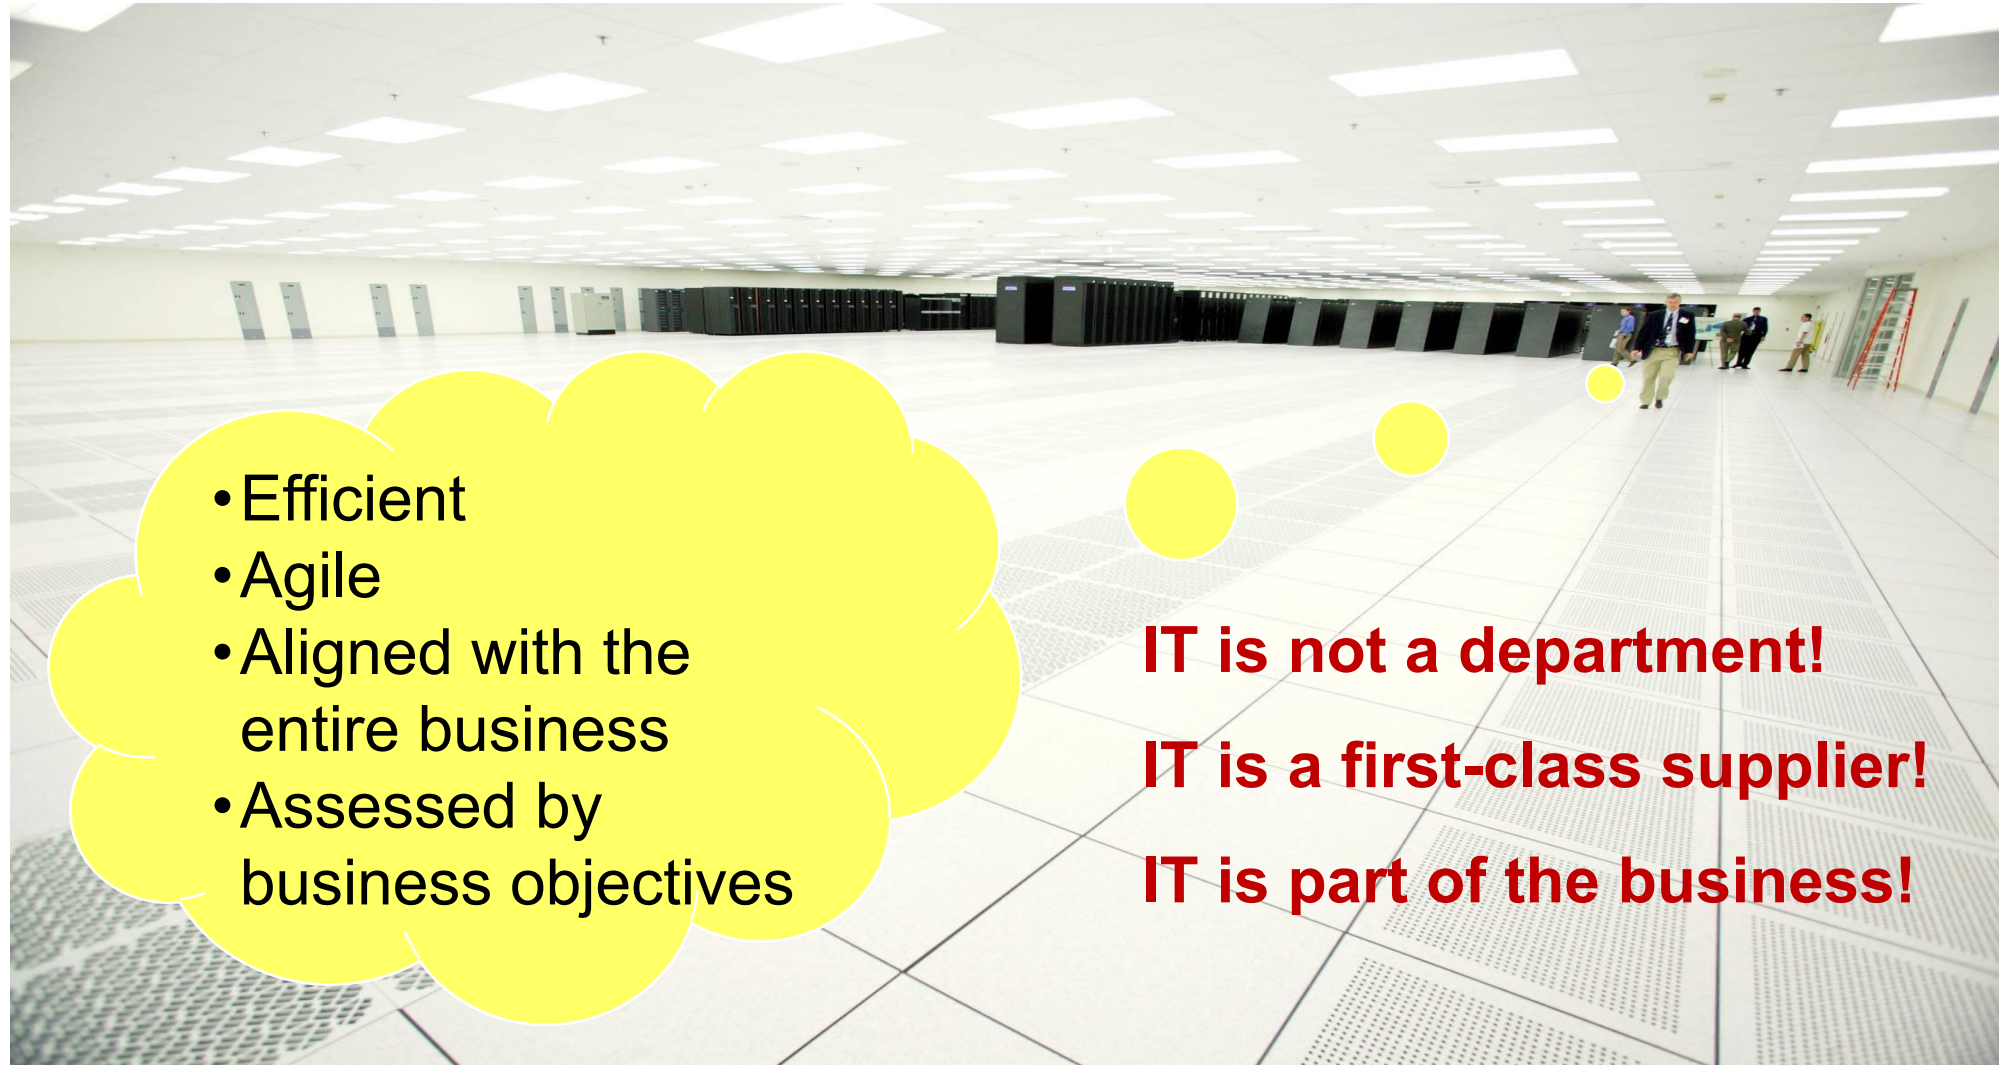 •Efficient
•Agile
•Aligned with the
entire business
•Assessed by
business objectives
IT is not a department!
IT is a first-class supplier!
IT is part of the business!